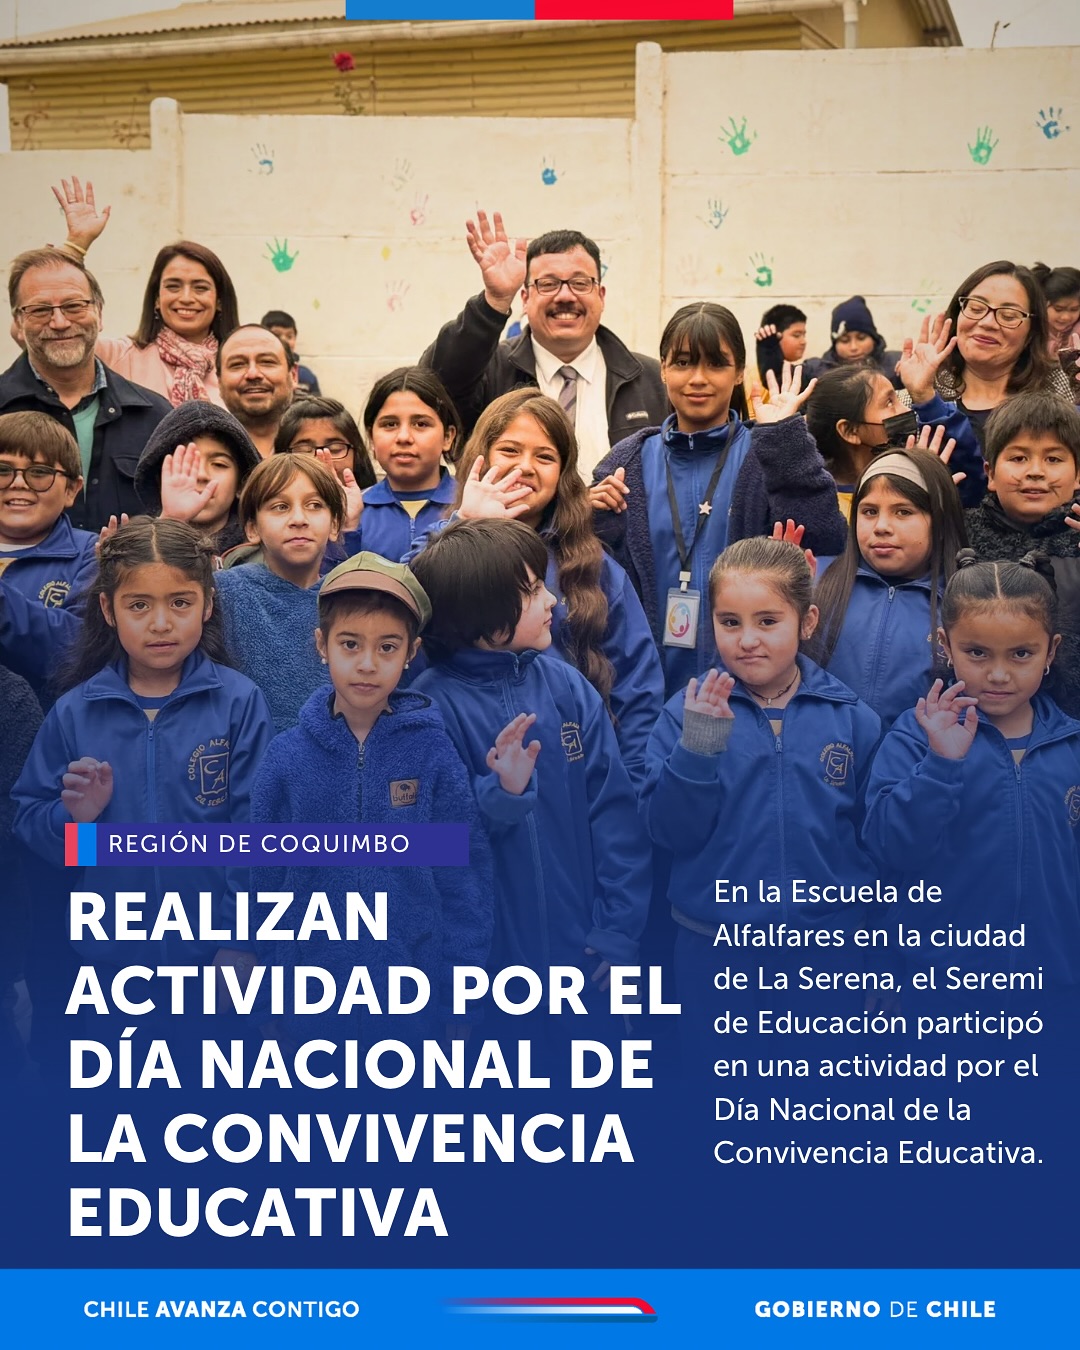 REGIÓN DE COQUIMBO
REALIZAN
ACTIVIDAD POR EL
DÍA NACIONAL DE
LA CONVIVENCIA
EDUCATIVA
En la Escuela de
Alfalfares en la ciudad
de La Serena, el Seremi
de Educación participó
en una actividad por el
Día Nacional de la
Convivencia Educativa.
CHILE AVANZA CONTIGO
GOBIERNO DE CHILE